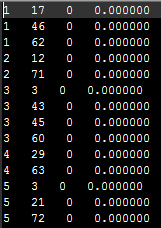 1 17 0 0.000000
1 46 0 0.000000
1 62 0 0.000000
2 12 0 0.000000
2 71 0 0.000000
3 3 0 0.000000
3 43 0 0.000000
3 45 0 0.000000
3 60 0 0.000000
4 29 0 0.000000
4 63 0 0.000000
5 3 0 0.000000
5 21 0 0.000000
5 72 0 0.000000